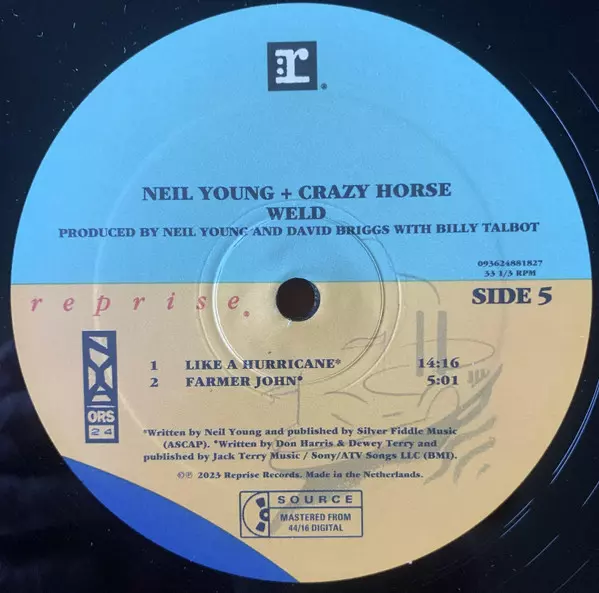 r
®
NEIL YOUNG + CRAZY HORSE
WELD
PRODUCED BY NEIL YOUNG AND DAVID BRIGGS WITH BILLY TALBOT
093624881827
33 1/3 RPM
reprise
SIDE 5
1 LIKE A HURRICANE* 14:16
2 FARMER JOHN* 5:01
NYA
ORS
24
*Written by Neil Young and published by Silver Fiddle Music
(ASCAP). *Written by Don Harris & Dewey Terry and
published by Jack Terry Music / Sony/ATV Songs LLC (BMI).
©℗ 2023 Reprise Records. Made in the Netherlands.
SOURCE
MASTERED FROM
44/16 DIGITAL